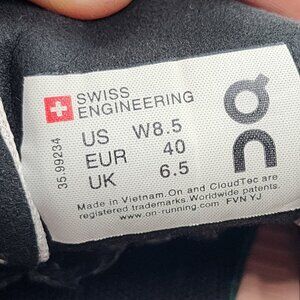 SWISS
ENGINEERING
US W8.5
EUR 40
UK 6.5
35.99234
Made in Vietnam.On and CloudTec are
registered trademarks.Worldwide patents.
www.on-running.com FVN YJ
On